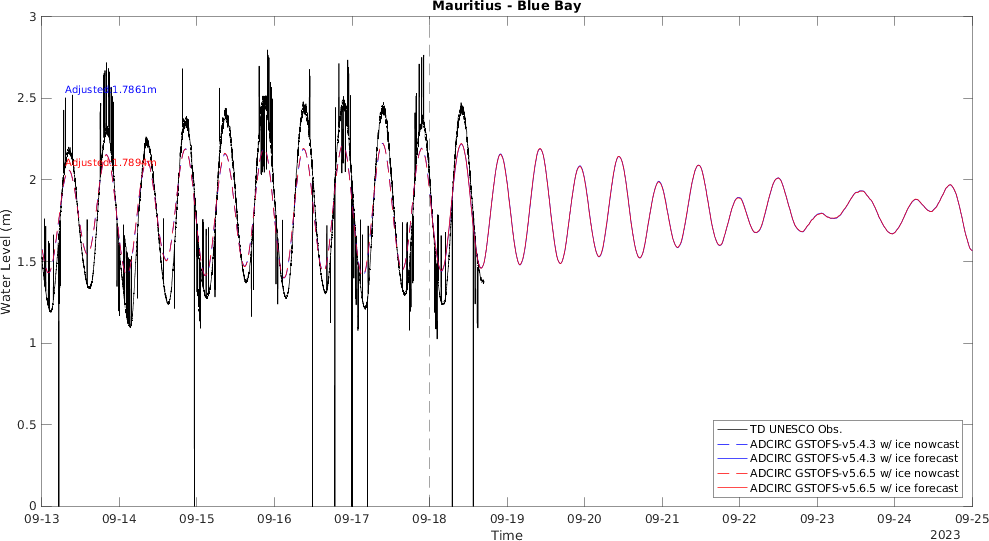 Mauritius - Blue Bay
Water Level (m)
3
2.5
2
1.5
1
0.5
0
Adjusted 1.7861m
TD UNESCO Obs.
ADCIRC GSTOFS-v5.4.3 w/ ice nowcast
ADCIRC GSTOFS-v5.4.3 w/ ice forecast
ADCIRC GSTOFS-v5.6.5 w/ ice nowcast
ADCIRC GSTOFS-v5.6.5 w/ ice forecast
09-13 09-14 09-15 09-16 09-17 09-18 09-19 09-20 09-21 09-22 09-23 09-24 09-25
Time
2023